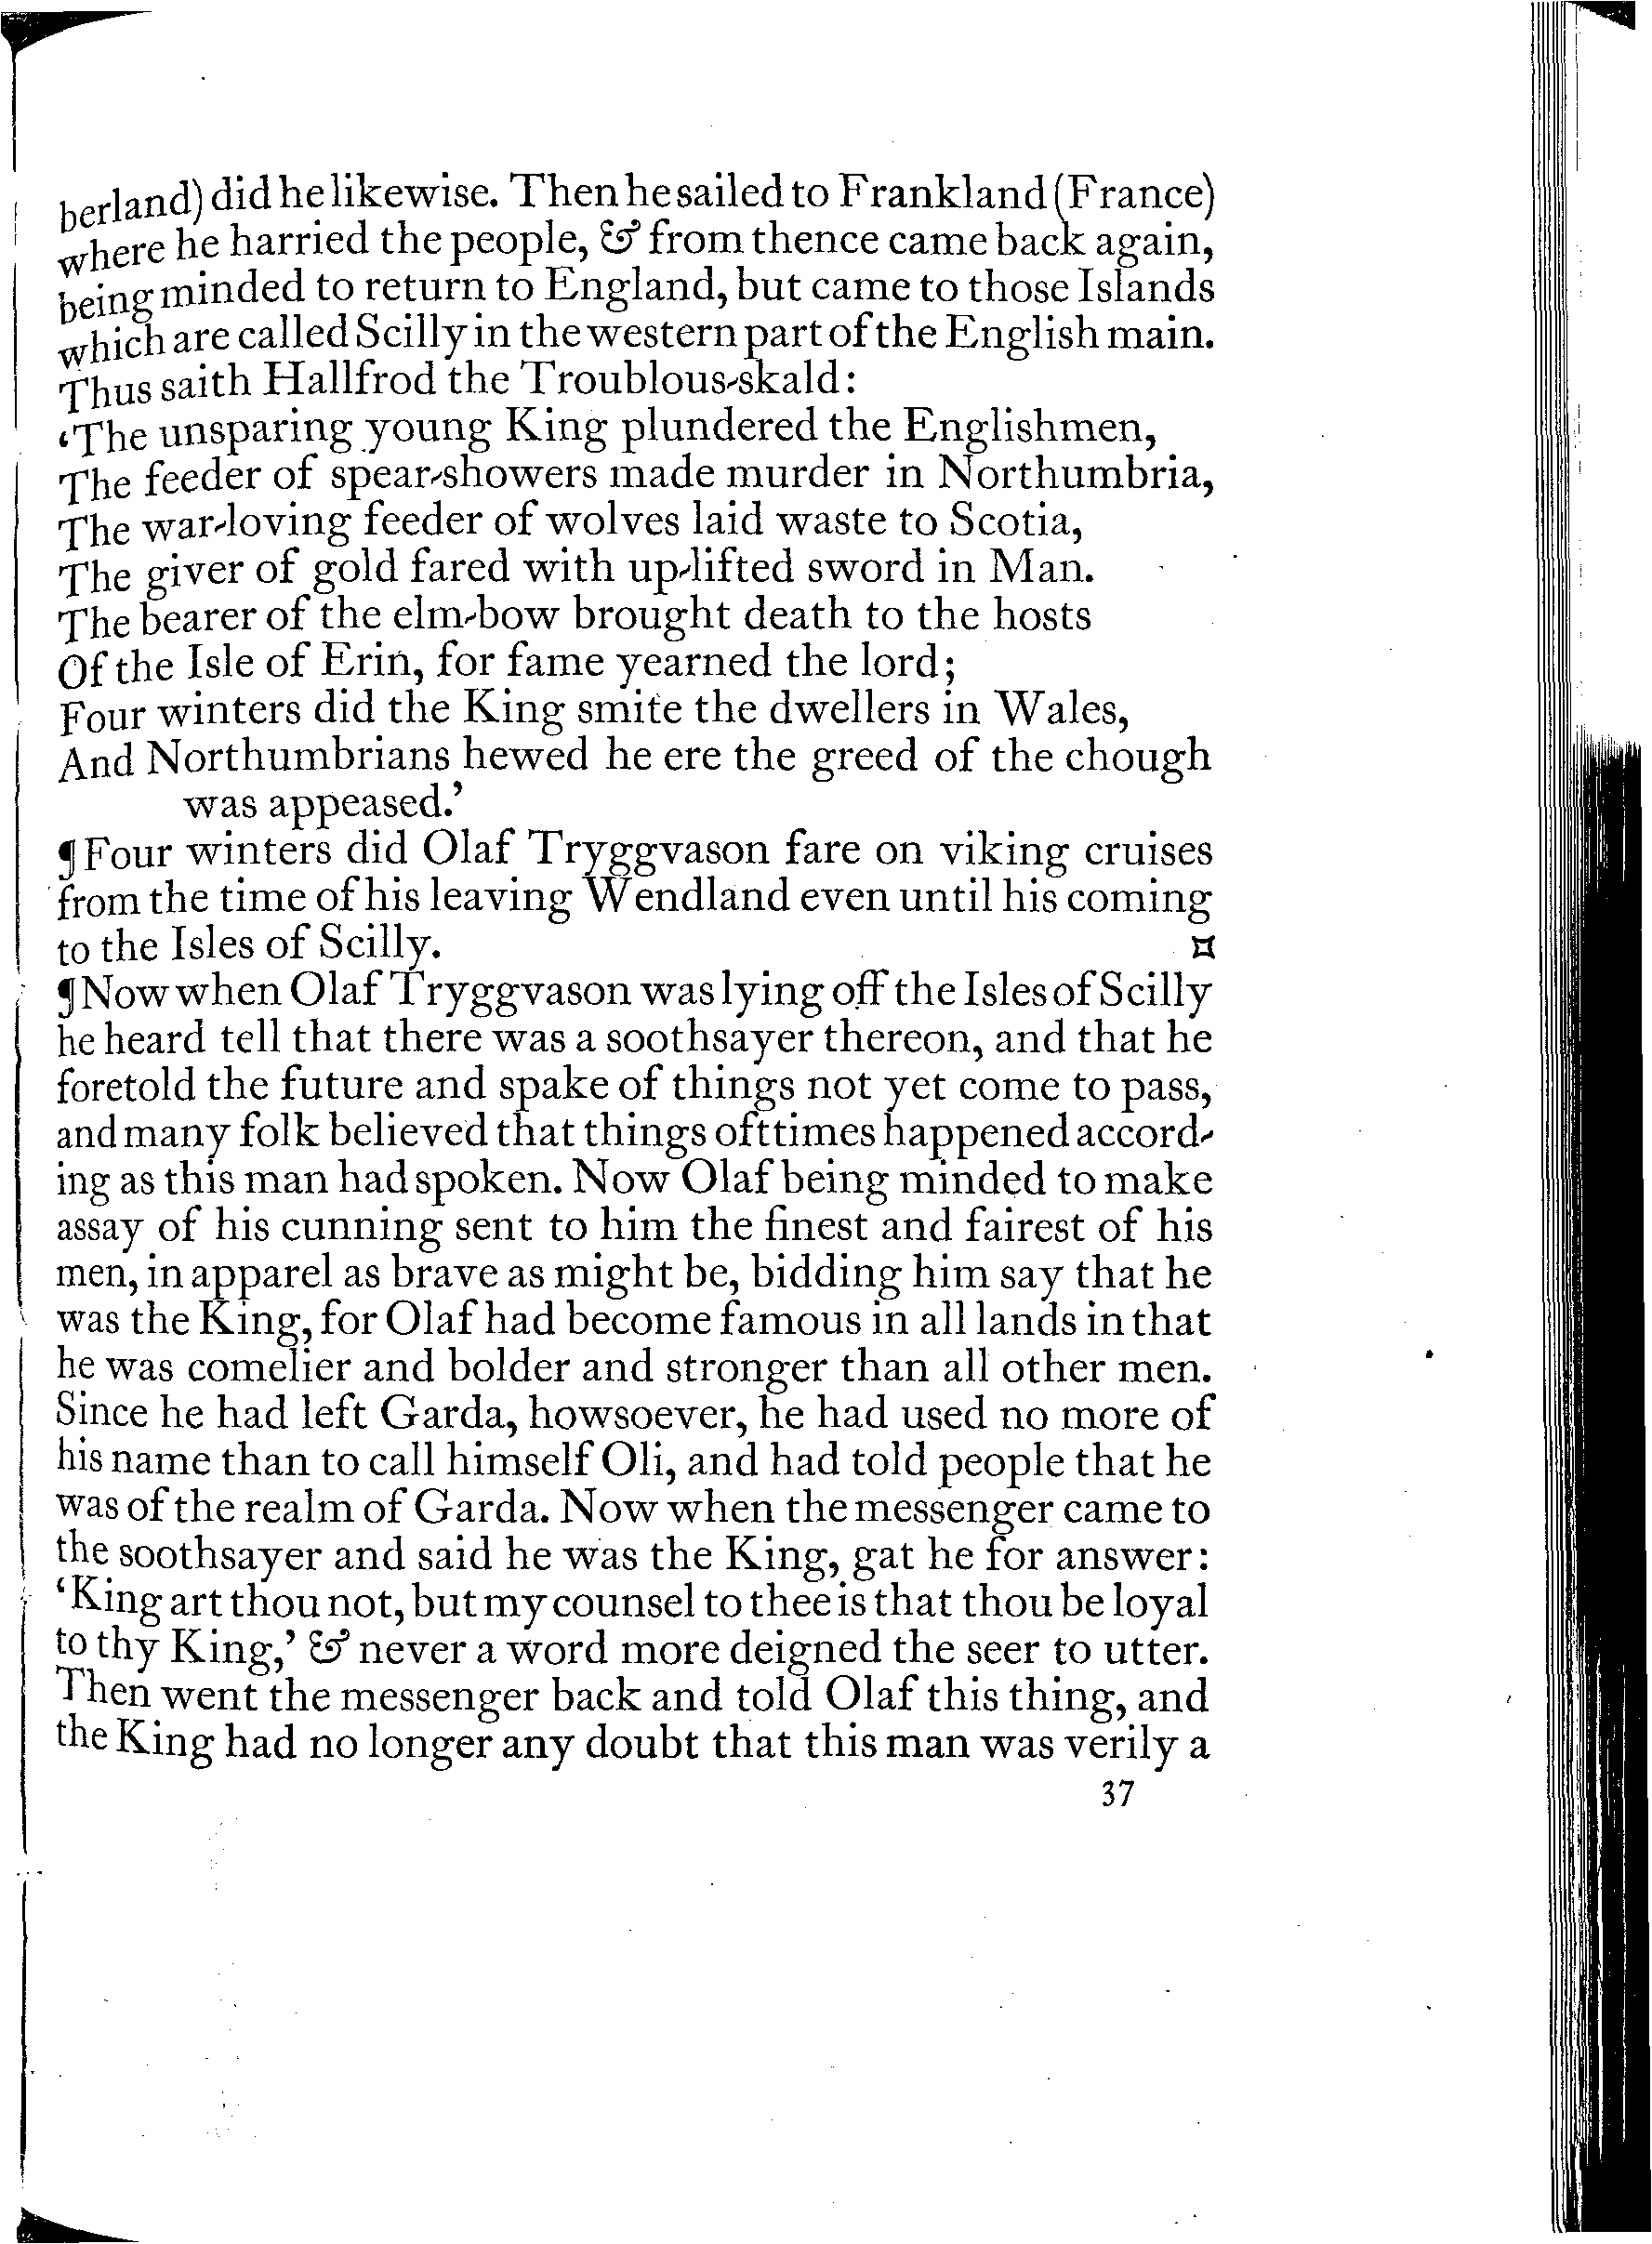 berland) did he likewise. Then he sailed to Frankland (France)
where he harried the people, & from thence came back again,
being minded to return to England, but came to those Islands
which are called Scilly in the western part of the English main.
Thus saith Hallfrod the Troublous-skald:
‘The unsparing young King plundered the Englishmen,
The feeder of spear-showers made murder in Northumbria,
The war-loving feeder of wolves laid waste to Scotia,
The giver of gold fared with up-lifted sword in Man.
The bearer of the elm-bow brought death to the hosts
Of the Isle of Erin, for fame yearned the lord;
Four winters did the King smite the dwellers in Wales,
And Northumbrians hewed he ere the greed of the chough
was appeased.’
¶ Four winters did Olaf Tryggvason fare on viking cruises
from the time of his leaving Wendland even until his coming
to the Isles of Scilly. ¤
¶ Now when Olaf Tryggvason was lying off the Isles of Scilly
he heard tell that there was a soothsayer thereon, and that he
foretold the future and spake of things not yet come to pass,
and many folk believed that things ofttimes happened accord-
ing as this man had spoken. Now Olaf being minded to make
assay of his cunning sent to him the finest and fairest of his
men, in apparel as brave as might be, bidding him say that he
was the King, for Olaf had become famous in all lands in that
he was comelier and bolder and stronger than all other men.
Since he had left Garda, howsoever, he had used no more of
his name than to call himself Oli, and had told people that he
was of the realm of Garda. Now when the messenger came to
the soothsayer and said he was the King, gat he for answer:
‘King art thou not, but my counsel to thee is that thou be loyal
to thy King,’ & never a word more deigned the seer to utter.
Then went the messenger back and told Olaf this thing, and
the King had no longer any doubt that this man was verily a
37